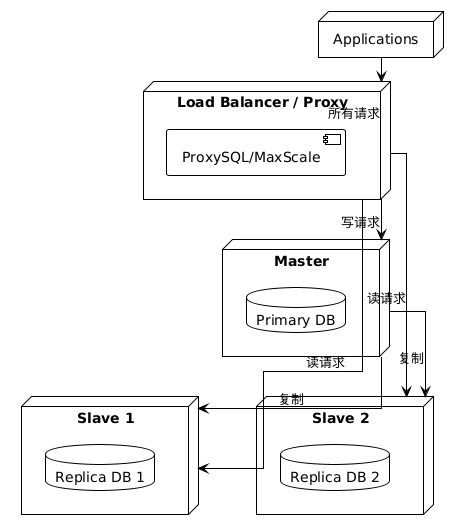 Applications
Load Balancer / Proxy
所有请求
ProxySQL/MaxScale
写请求
Master
读请求
Primary DB
复制
读请求
复制
Slave 1
Slave 2
Replica DB 1
Replica DB 2